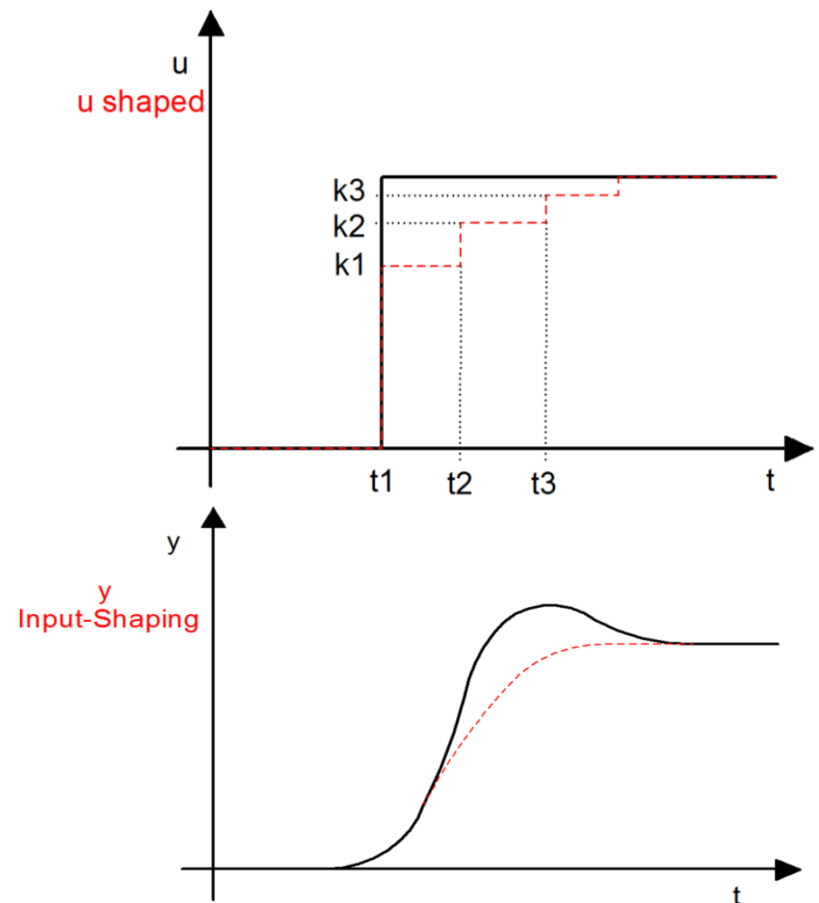 u
u shaped
k3
k2
k1
t1 t2 t3 t
y
y
Input-Shaping
t